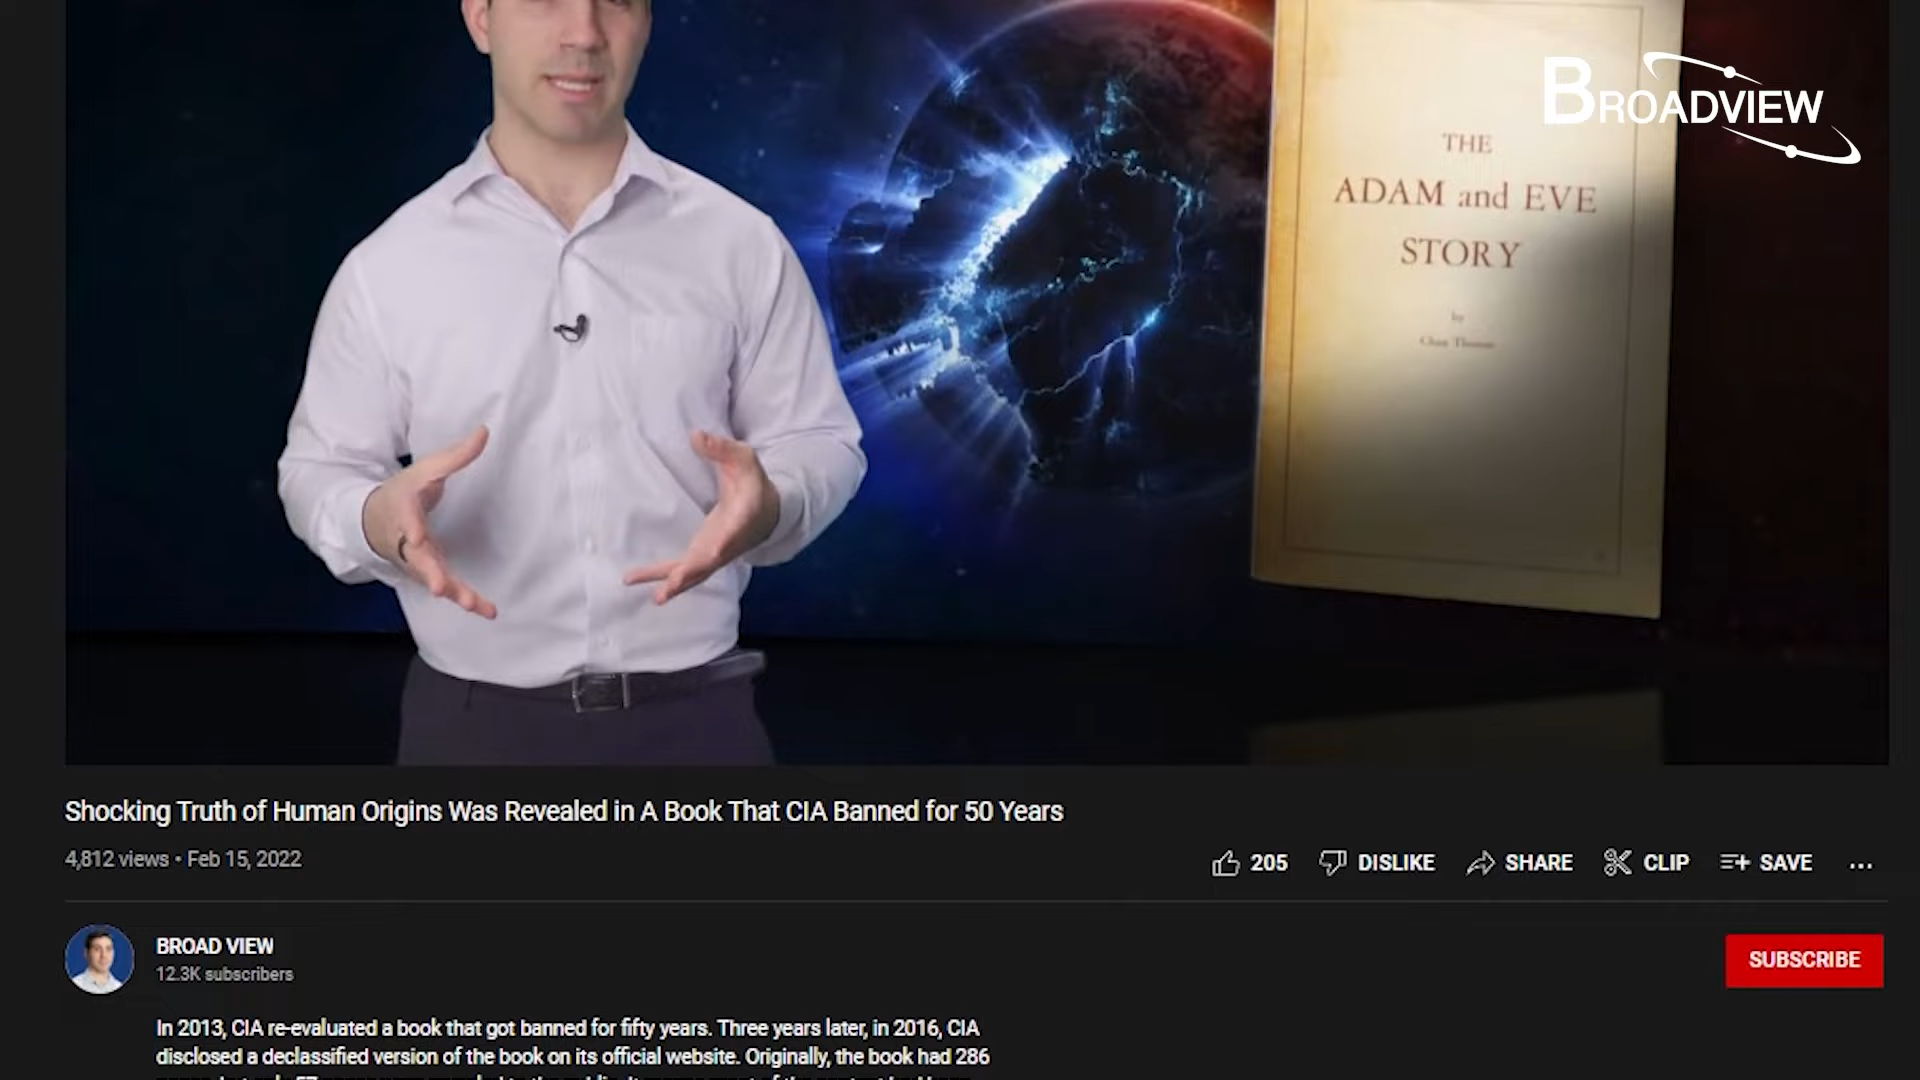 BROADVIEW
THE
ADAM and EVE
STORY
by
Chan Thomas
Shocking Truth of Human Origins Was Revealed in A Book That CIA Banned for 50 Years
4,812 views • Feb 15, 2022
205 DISLIKE SHARE CLIP SAVE ...
BROAD VIEW
12.3K subscribers
SUBSCRIBE
In 2013, CIA re-evaluated a book that got banned for fifty years. Three years later, in 2016, CIA
disclosed a declassified version of the book on its official website. Originally, the book had 286